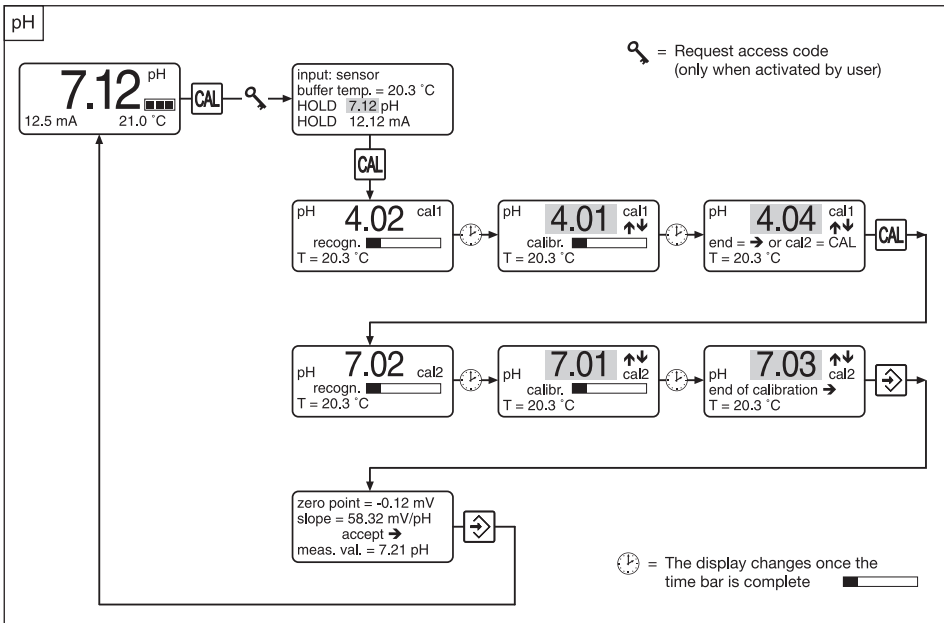 pH
= Request access code
(only when activated by user)
7.12 pH
12.5 mA 21.0 °C
CAL
input: sensor
buffer temp. = 20.3 °C
HOLD 7.12 pH
HOLD 12.12 mA
CAL
pH 4.02 cal1
recogn.
T = 20.3 °C
pH 4.01 cal1
calibr.
T = 20.3 °C
pH 4.04 cal1
end = ➔ or cal2 = CAL
T = 20.3 °C
CAL
pH 7.02 cal2
recogn.
T = 20.3 °C
pH 7.01 cal2
calibr.
T = 20.3 °C
pH 7.03 cal2
end of calibration ➔
T = 20.3 °C
zero point = -0.12 mV
slope = 58.32 mV/pH
accept ➔
meas. val. = 7.21 pH
= The display changes once the
time bar is complete